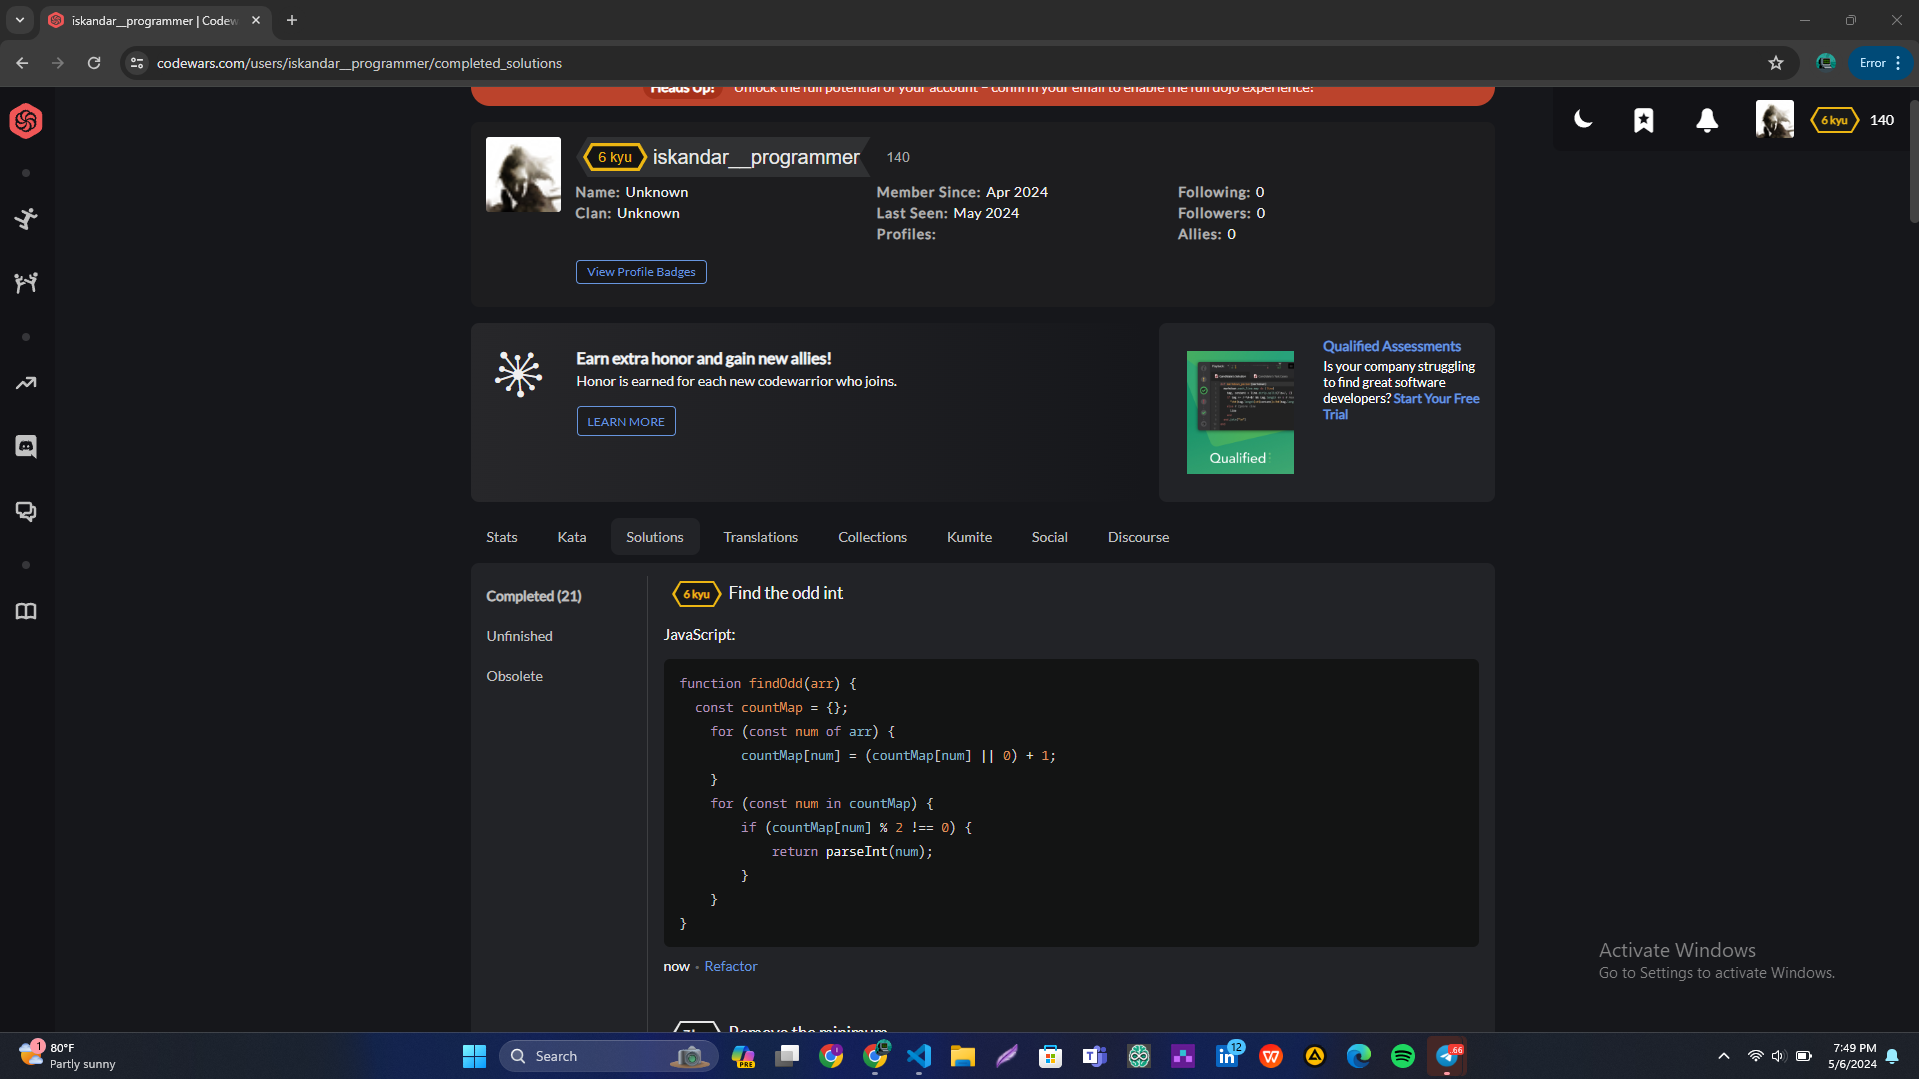 iskandar__programmer | Codew
codewars.com/users/iskandar__programmer/completed_solutions
Error
Heads Up! Unlock the full potential of your account – confirm your email to enable the full dojo experience!
6 kyu 140
6 kyu iskandar__programmer 140
Name: Unknown
Clan: Unknown
Member Since: Apr 2024
Last Seen: May 2024
Profiles:
Following: 0
Followers: 0
Allies: 0
View Profile Badges
Earn extra honor and gain new allies!
Honor is earned for each new codewarrior who joins.
LEARN MORE
Qualified
Qualified Assessments
Is your company struggling
to find great software
developers? Start Your Free
Trial
Stats Kata Solutions Translations Collections Kumite Social Discourse
Completed (21)
Unfinished
Obsolete
6 kyu Find the odd int
JavaScript:
function findOdd(arr) {
  const countMap = {};
    for (const num of arr) {
        countMap[num] = (countMap[num] || 0) + 1;
    }
    for (const num in countMap) {
        if (countMap[num] % 2 !== 0) {
            return parseInt(num);
        }
    }
}
now • Refactor
Remove the minimum
Activate Windows
Go to Settings to activate Windows.
1
80°F
Partly sunny
Search
PRE
12
66
7:49 PM
5/6/2024